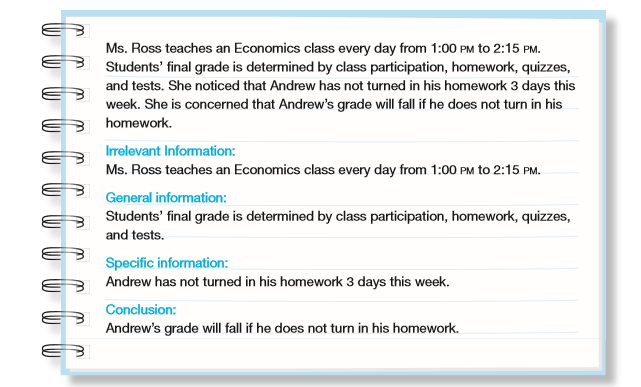 Ms. Ross teaches an Economics class every day from 1:00 PM to 2:15 PM.
Students' final grade is determined by class participation, homework, quizzes,
and tests. She noticed that Andrew has not turned in his homework 3 days this
week. She is concerned that Andrew's grade will fall if he does not turn in his
homework.
Irrelevant Information:
Ms. Ross teaches an Economics class every day from 1:00 PM to 2:15 PM.
General information:
Students' final grade is determined by class participation, homework, quizzes,
and tests.
Specific information:
Andrew has not turned in his homework 3 days this week.
Conclusion:
Andrew's grade will fall if he does not turn in his homework.